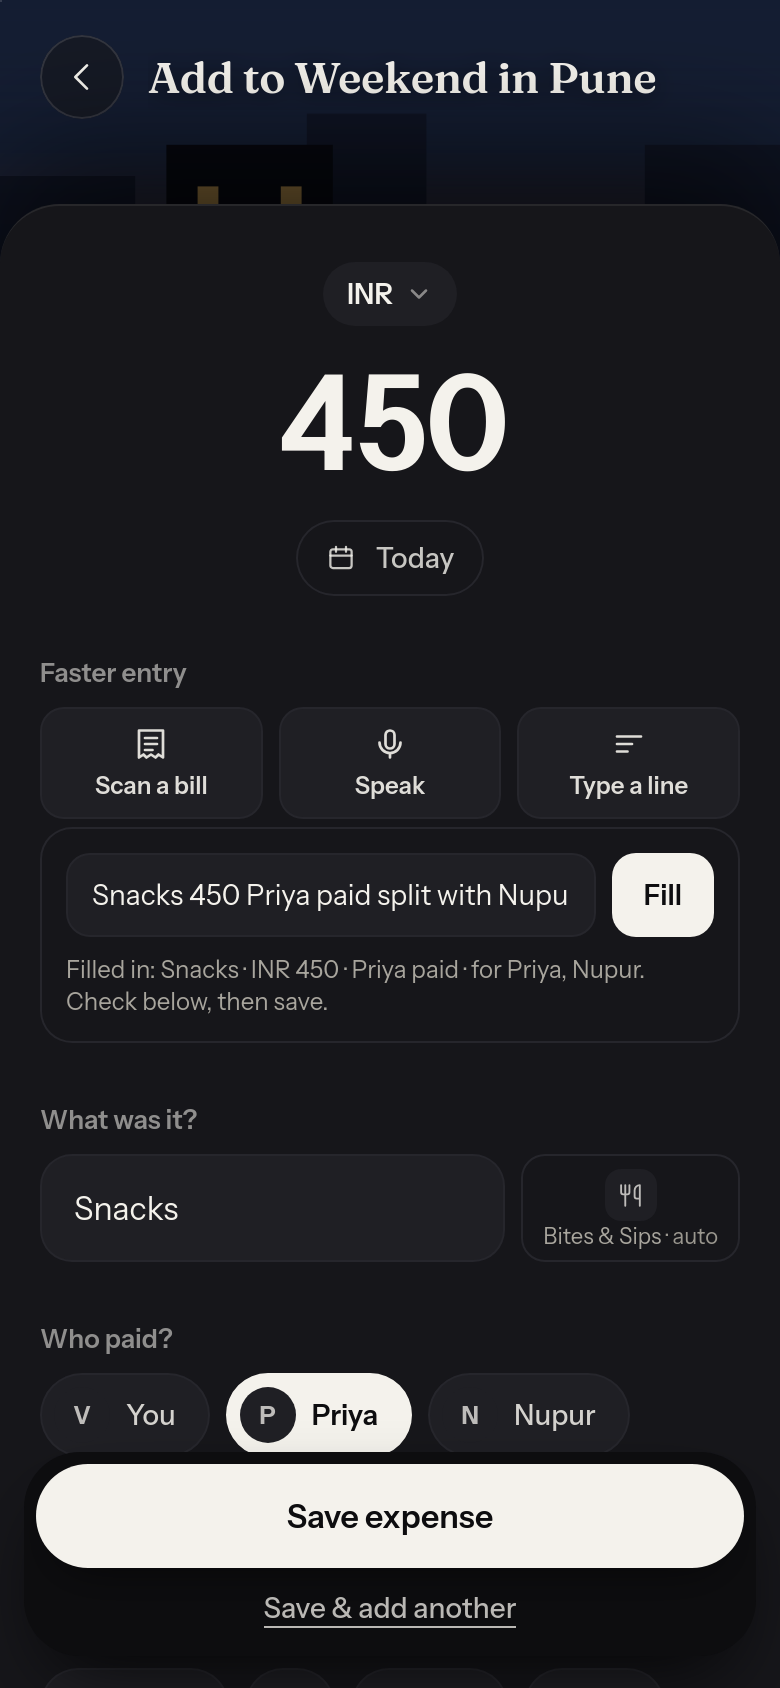 Add to Weekend in Pune
INR
450
Today
Faster entry
Scan a bill
Speak
Type a line
Snacks 450 Priya paid split with Nupu
Fill
Filled in: Snacks · INR 450 · Priya paid · for Priya, Nupur.
Check below, then save.
What was it?
Snacks
Bites & Sips · auto
Who paid?
V You
P Priya
N Nupur
Save expense
Save & add another